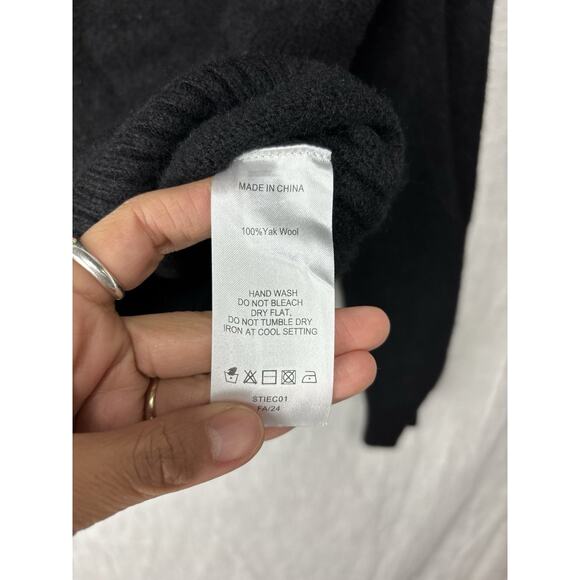 MADE IN CHINA
100%Yak Wool
HAND WASH
DO NOT BLEACH
DRY FLAT.
DO NOT TUMBLE DRY
IRON AT COOL SETTING
STIEC01
FA/24